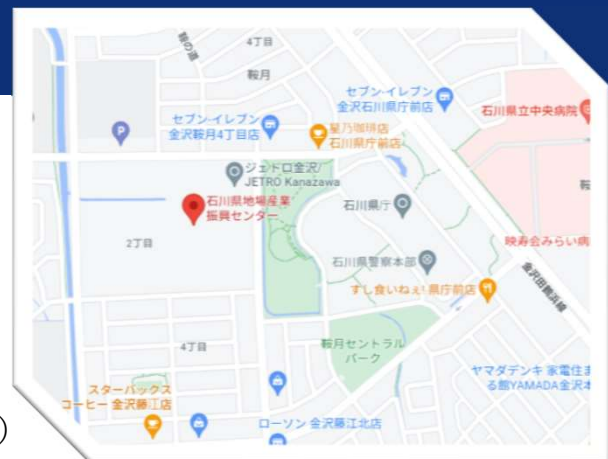 4丁目
鞍の道
鞍月
セブン-イレブン
金沢石川県庁前店
石川県立中央病院
セブン-イレブン
金沢鞍月4丁目店
P
星乃珈琲店
石川県庁前店
ジェトロ金沢/
JETRO Kanazawa
石川県地場産業
振興センター
石川県庁
鞍
2丁目
石川県警察本部
映寿会みらい病
金沢田鶴浜線
すし食いねぇ! 県庁前店
4丁目
鞍月セントラル
パーク
ヤマダデンキ 家電住ま
る館YAMADA金沢本
スターバックス
コーヒー 金沢藤江店
ローソン 金沢藤江北店
)